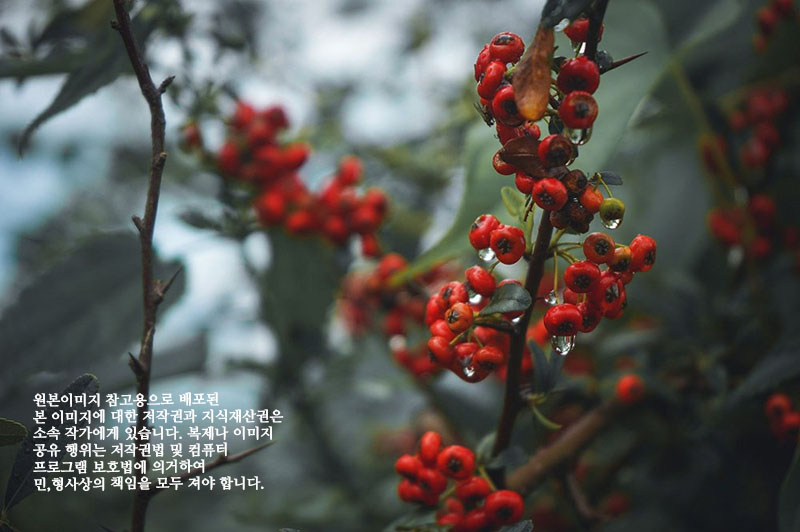 원본이미지 참고용으로 배포된
본 이미지에 대한 저작권과 지식재산권은
소속 작가에게 있습니다. 복제나 이미지
공유 행위는 저작권법 및 컴퓨터
프로그램 보호법에 의거하여
민,형사상의 책임을 모두 져야 합니다.